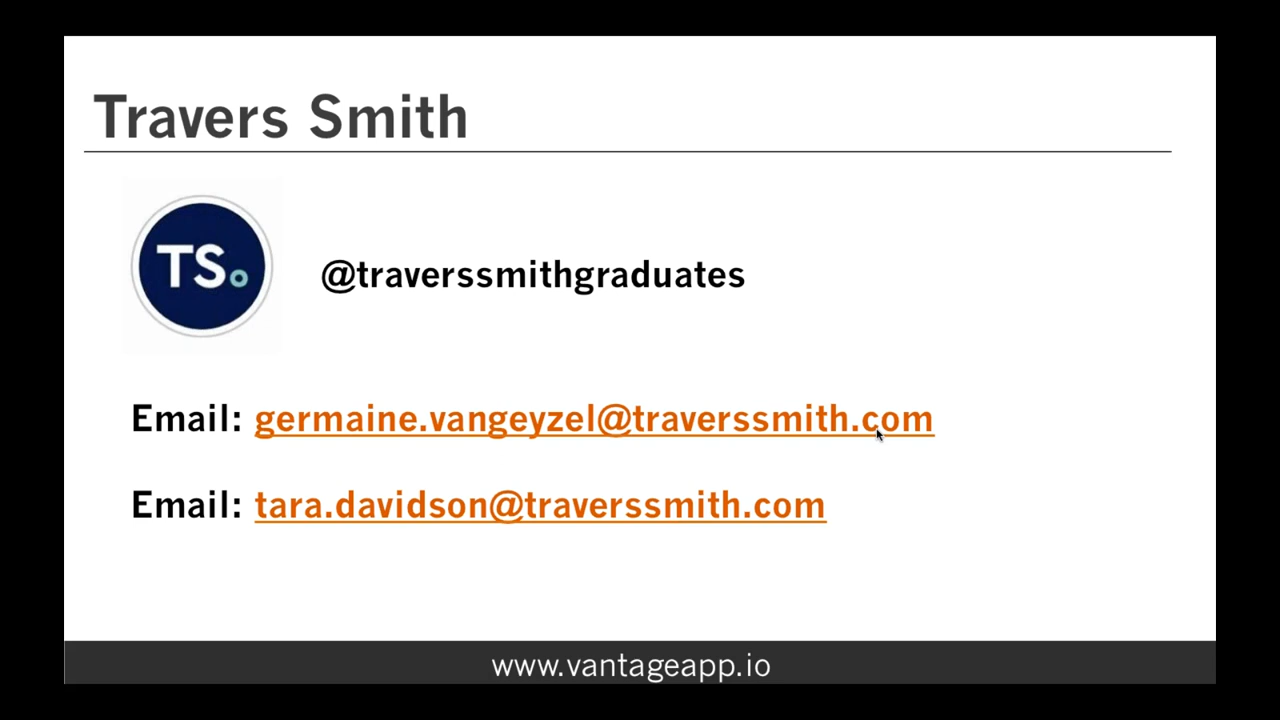 Travers Smith
TS.
@traverssmithgraduates
Email: germaine.vangeyzel@traverssmith.com
Email: tara.davidson@traverssmith.com
www.vantageapp.io